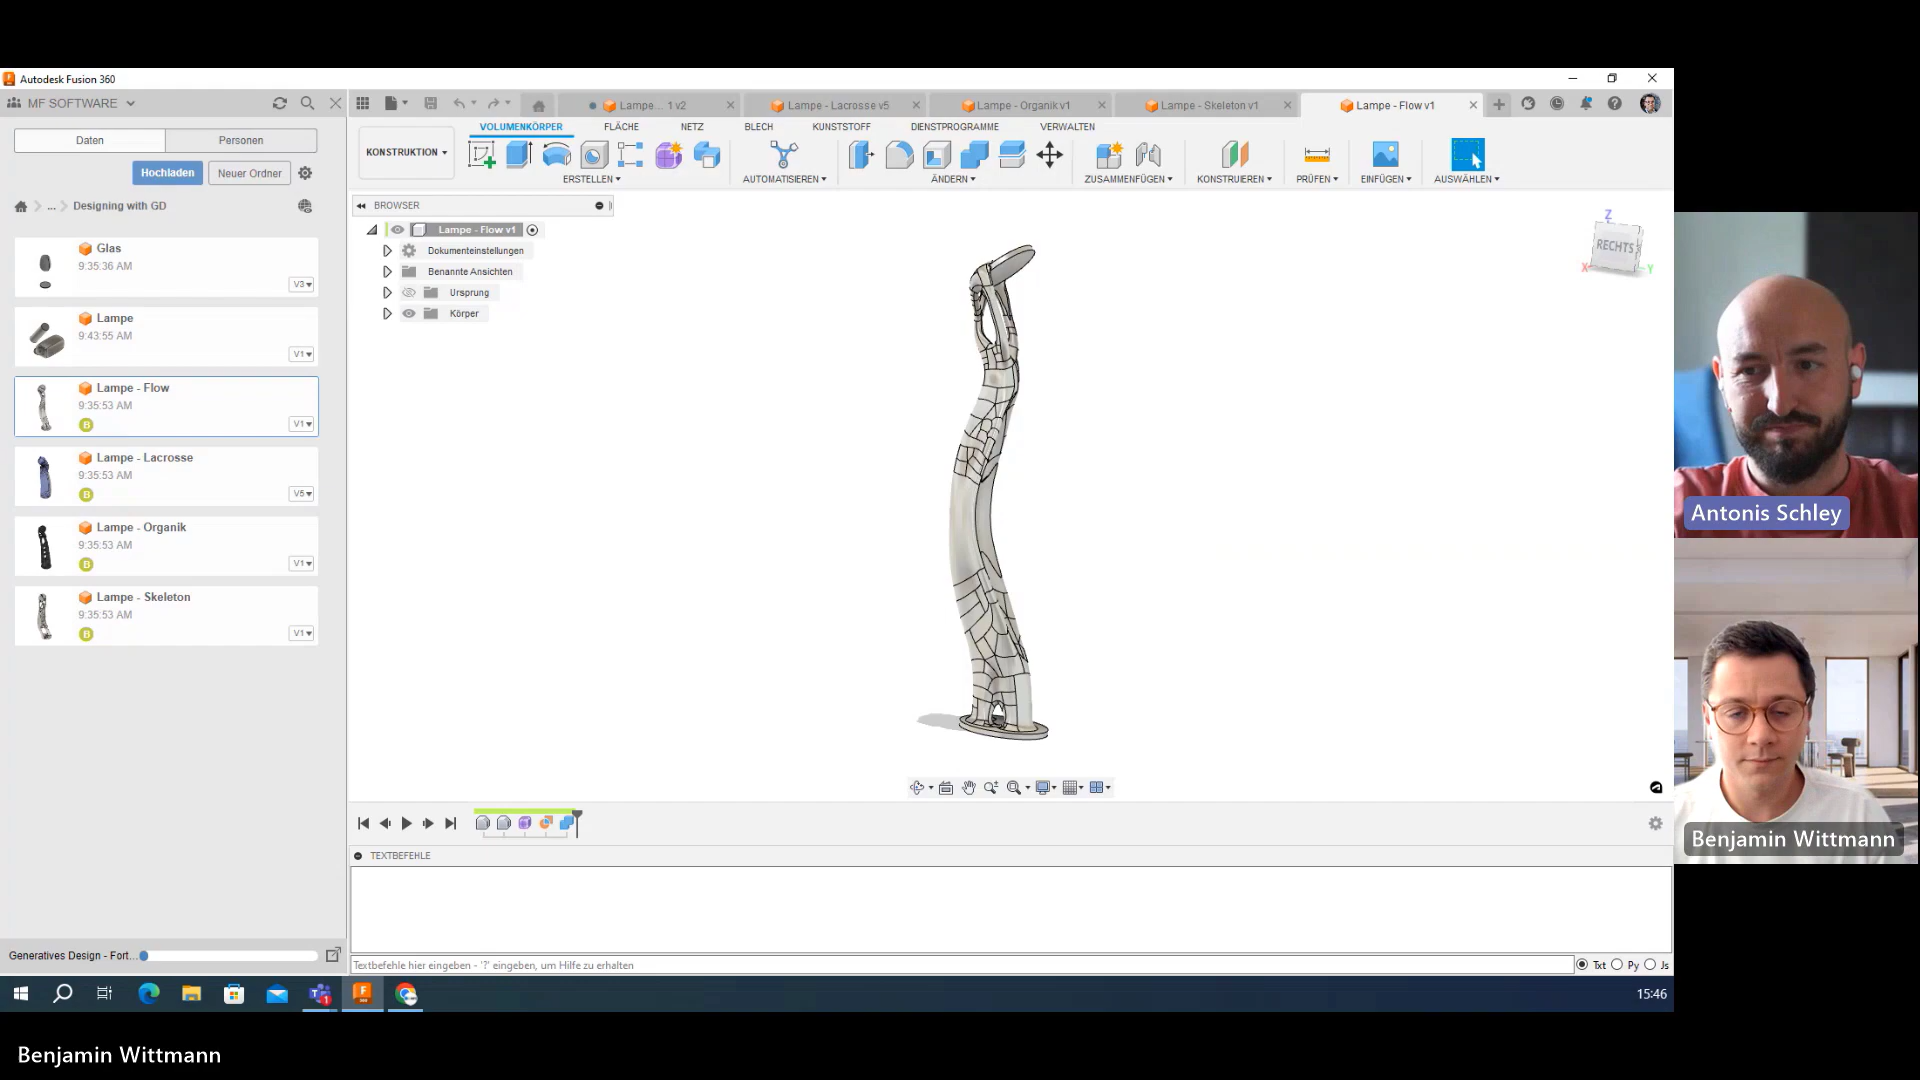 Autodesk Fusion 360
MF SOFTWARE
Daten
Personen
Hochladen
Neuer Ordner
... Designing with GD
Glas
9:35:36 AM
V3
Lampe
9:43:55 AM
V1
Lampe - Flow
9:35:53 AM
B
V1
Lampe - Lacrosse
9:35:53 AM
B
V5
Lampe - Organik
9:35:53 AM
B
V1
Lampe - Skeleton
9:35:53 AM
B
V1
Generatives Design - Fort...
Lampe... 1 v2
Lampe - Lacrosse v5
Lampe - Organik v1
Lampe - Skeleton v1
Lampe - Flow v1
KONSTRUKTION
VOLUMENKÖRPER
FLÄCHE
NETZ
BLECH
KUNSTSTOFF
DIENSTPROGRAMME
VERWALTEN
ERSTELLEN
AUTOMATISIEREN
ÄNDERN
ZUSAMMENFÜGEN
KONSTRUIEREN
PRÜFEN
EINFÜGEN
AUSWÄHLEN
BROWSER
Lampe - Flow v1
Dokumenteinstellungen
Benannte Ansichten
Ursprung
Körper
Z
RECHTS
X
Y
TEXTBEFEHLE
Textbefehle hier eingeben - '?' eingeben, um Hilfe zu erhalten
Txt Py Js
15:46
Antonis Schley
Benjamin Wittmann
Benjamin Wittmann